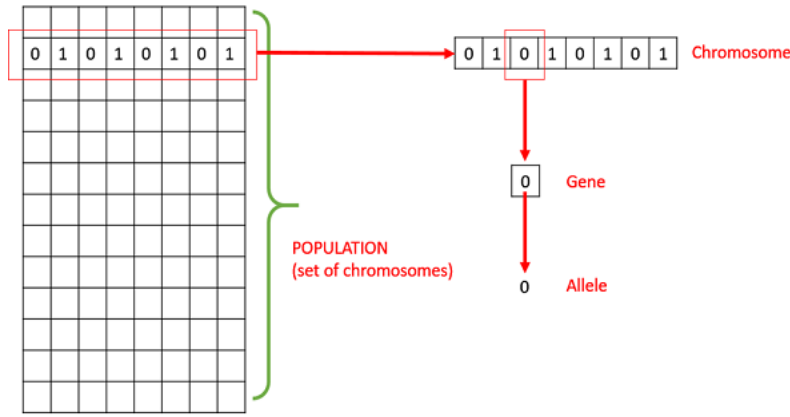 0 1 0 1 0 1 0 1
0 1 0 1 0 1 0 1 Chromosome
0 Gene
POPULATION
(set of chromosomes)
0 Allele